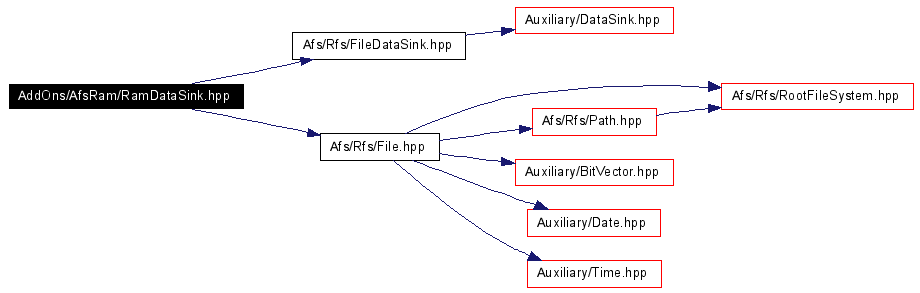 Auxiliary/DataSink.hpp
Afs/Rfs/FileDataSink.hpp
AddOns/AfsRam/RamDataSink.hpp
Afs/Rfs/RootFileSystem.hpp
Afs/Rfs/Path.hpp
Afs/Rfs/File.hpp
Auxiliary/BitVector.hpp
Auxiliary/Date.hpp
Auxiliary/Time.hpp